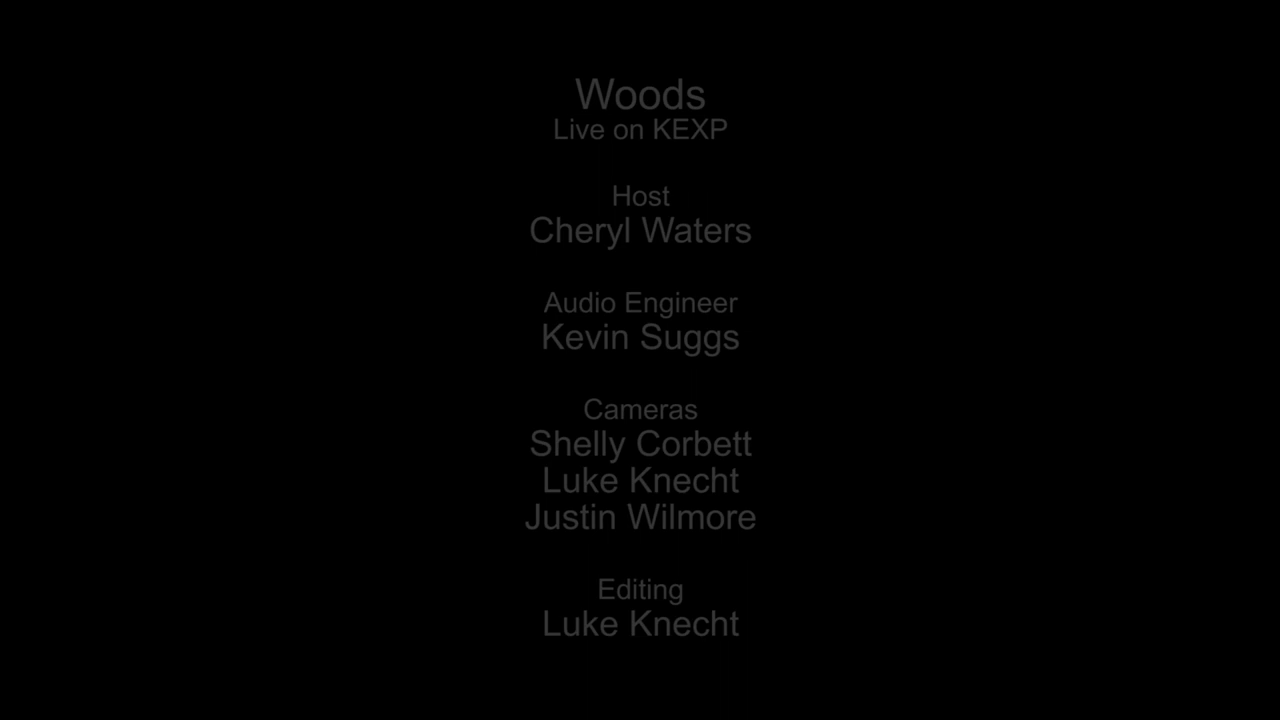 Woods
Live on KEXP
Host
Cheryl Waters
Audio Engineer
Kevin Suggs
Cameras
Shelly Corbett
Luke Knecht
Justin Wilmore
Editing
Luke Knecht